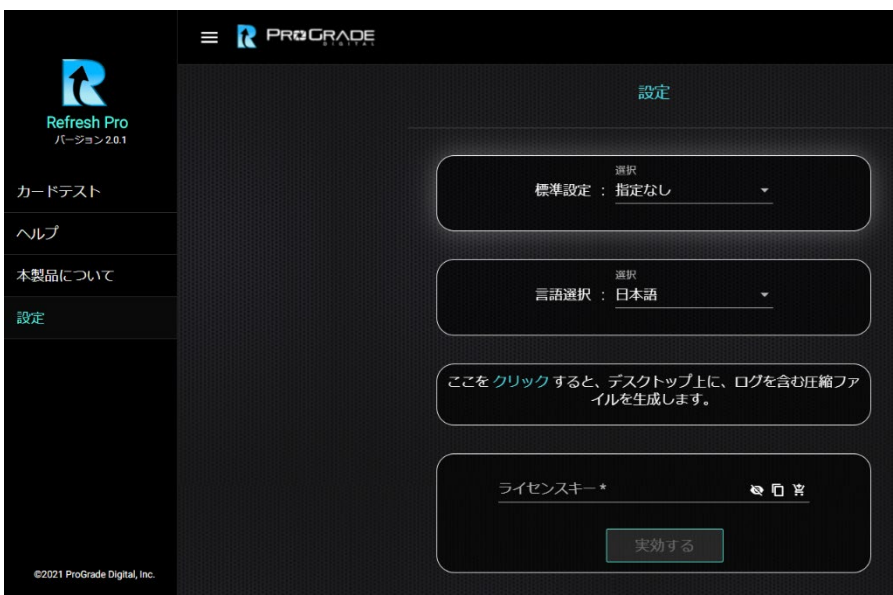 Refresh Pro
バージョン 2.0.1
カードテスト
ヘルプ
本製品について
設定
©2021 ProGrade Digital, Inc.
PROGRADE
DIGITAL
設定
選択
標準設定 : 指定なし
選択
言語選択 : 日本語
ここを クリック すると、デスクトップ上に、ログを含む圧縮ファ
イルを生成します。
ライセンスキー *
実効する